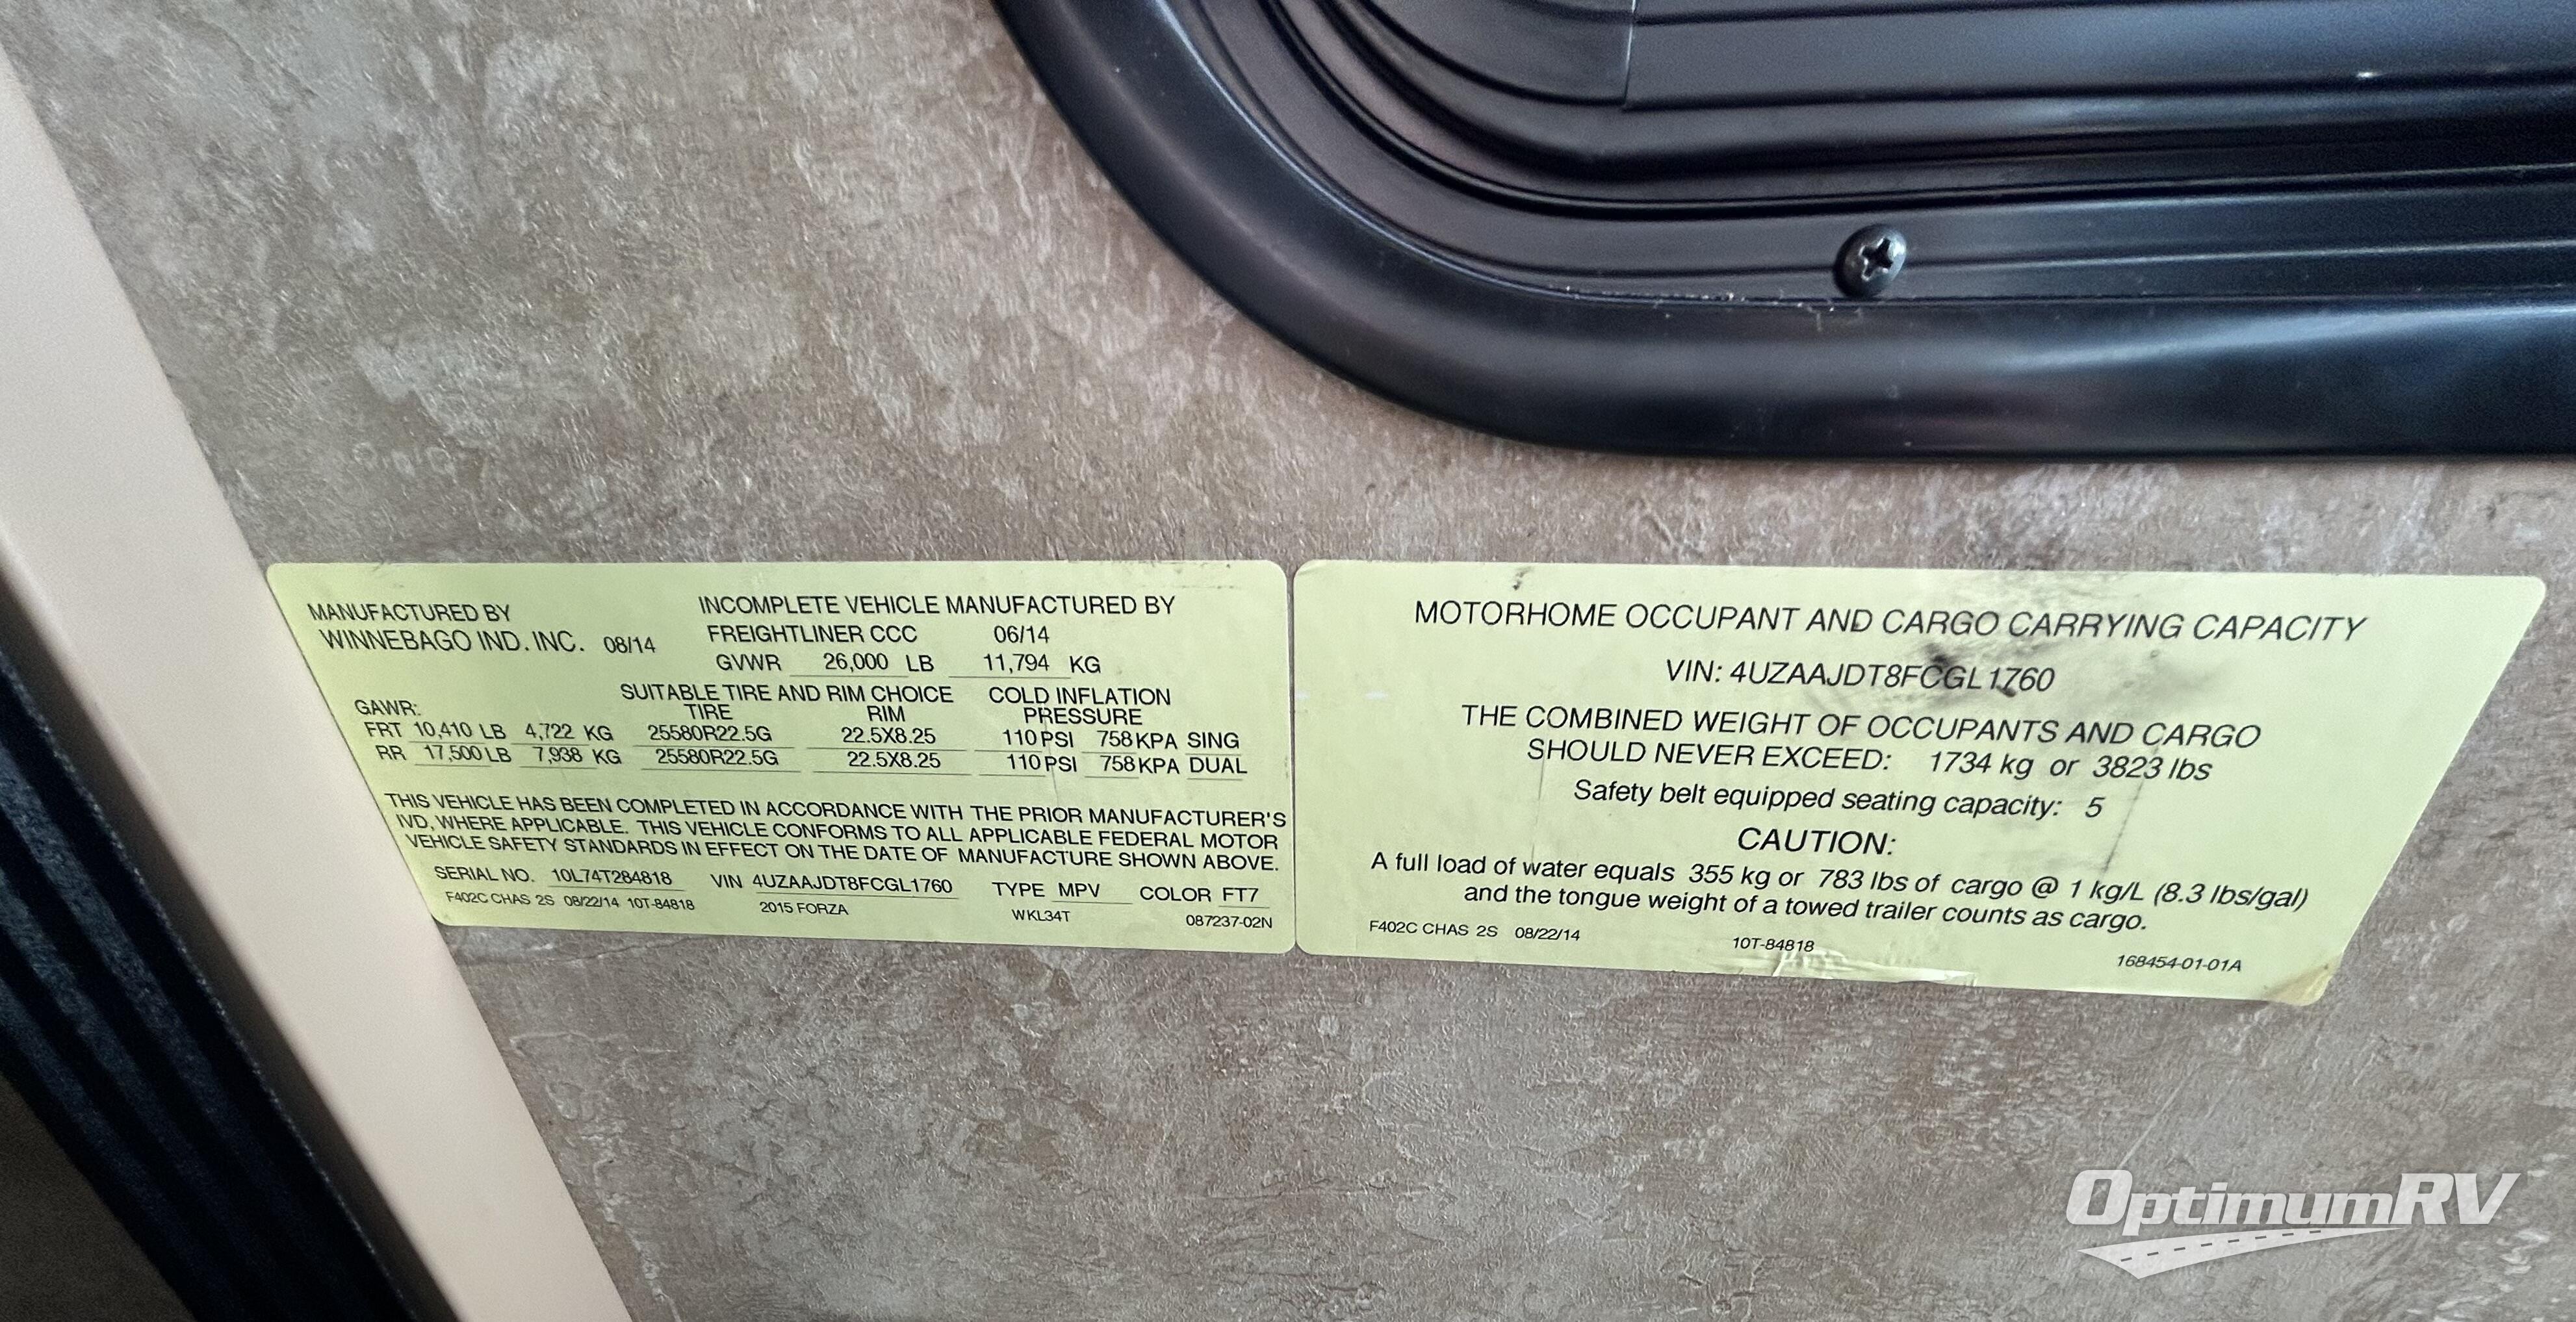 MANUFACTURED BY
WINNEBAGO IND. INC. 08/14
INCOMPLETE VEHICLE MANUFACTURED BY
FREIGHTLINER CCC 06/14
GVWR 26,000 LB 11,794 KG
SUITABLE TIRE AND RIM CHOICE COLD INFLATION
GAWR: TIRE RIM PRESSURE
FRT 10,410 LB 4,722 KG 25580R22.5G 22.5X8.25 110 PSI 758 KPA SING
RR 17,500 LB 7,938 KG 25580R22.5G 22.5X8.25 110 PSI 758 KPA DUAL
THIS VEHICLE HAS BEEN COMPLETED IN ACCORDANCE WITH THE PRIOR MANUFACTURER'S
IVD, WHERE APPLICABLE. THIS VEHICLE CONFORMS TO ALL APPLICABLE FEDERAL MOTOR
VEHICLE SAFETY STANDARDS IN EFFECT ON THE DATE OF MANUFACTURE SHOWN ABOVE.
SERIAL NO. 10L74T284818 VIN 4UZAAJDT8FCGL1760 TYPE MPV COLOR FT7
F402C CHAS 2S 08/22/14 10T-84818 2015 FORZA WKL34T 087237-02N
MOTORHOME OCCUPANT AND CARGO CARRYING CAPACITY
VIN: 4UZAAJDT8FCGL1760
THE COMBINED WEIGHT OF OCCUPANTS AND CARGO
SHOULD NEVER EXCEED: 1734 kg or 3823 lbs
Safety belt equipped seating capacity: 5
CAUTION:
A full load of water equals 355 kg or 783 lbs of cargo @ 1 kg/L (8.3 lbs/gal)
and the tongue weight of a towed trailer counts as cargo.
F402C CHAS 2S 08/22/14 10T-84818 168454-01-01A
OptimumRV